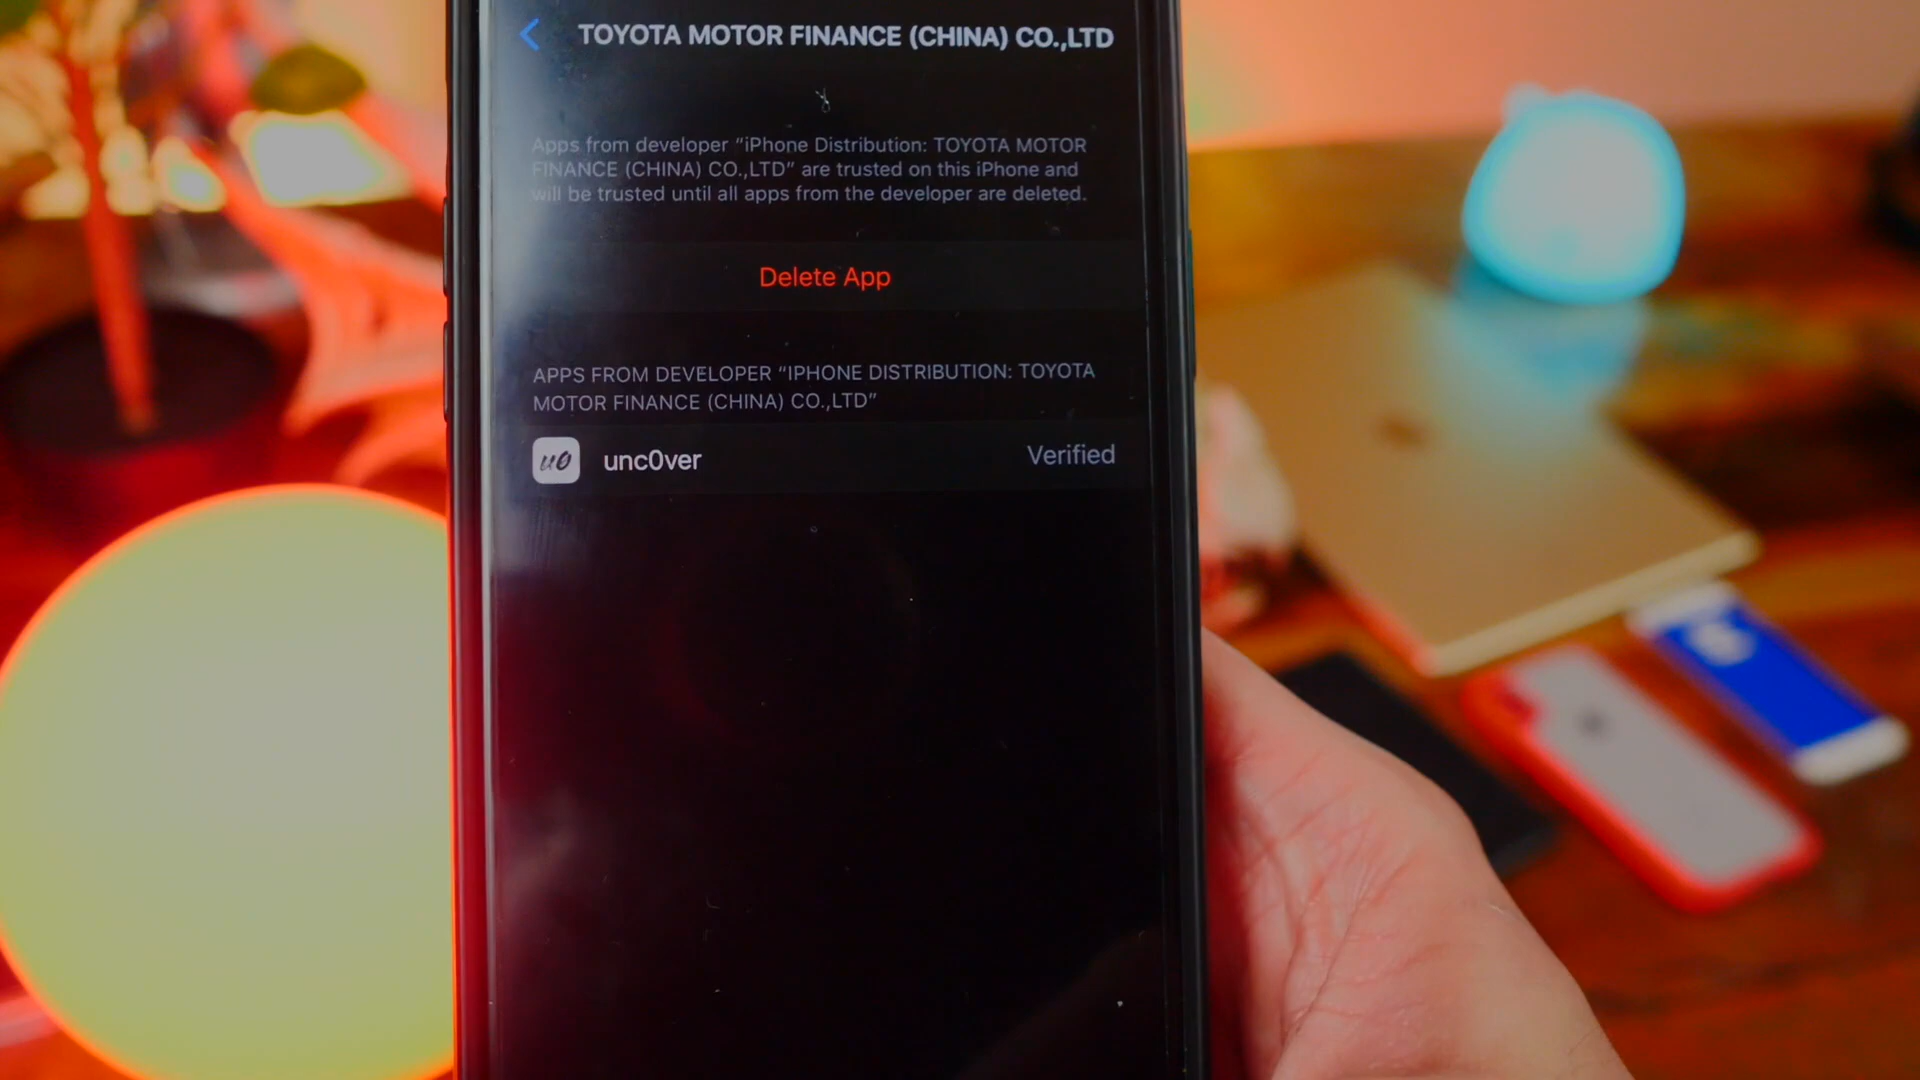 TOYOTA MOTOR FINANCE (CHINA) CO.,LTD
Apps from developer “iPhone Distribution: TOYOTA MOTOR
FINANCE (CHINA) CO.,LTD” are trusted on this iPhone and
will be trusted until all apps from the developer are deleted.
Delete App
APPS FROM DEVELOPER “IPHONE DISTRIBUTION: TOYOTA
MOTOR FINANCE (CHINA) CO.,LTD”
u0 unc0ver Verified